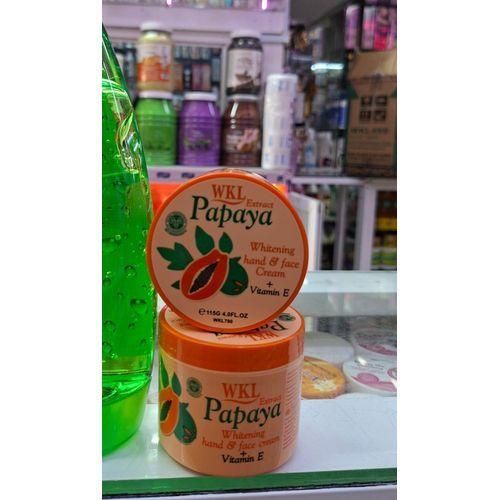 WKL
Extract
Papaya
Whitening
hand & face
Cream
+
Vitamin E
℮ 115G 4.0FL.OZ
WKL790
WKL
Extract
Papaya
Whitening
hand & face cream
+ Vitamin E